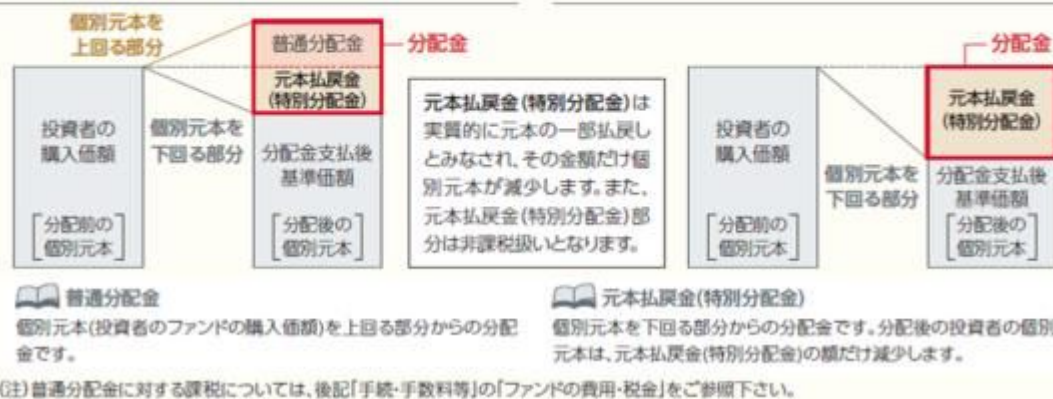 個別元本を
上回る部分
普通分配金
分配金
元本払戻金
(特別分配金)
投資者の
購入価額
個別元本を
下回る部分
分配金支払後
基準価額
[分配前の
個別元本]
[分配後の
個別元本]
元本払戻金(特別分配金)は
実質的に元本の一部払戻し
とみなされ、その金額だけ個
別元本が減少します。また、
元本払戻金(特別分配金)部
分は非課税扱いとなります。
分配金
元本払戻金
(特別分配金)
投資者の
購入価額
個別元本を
下回る部分
分配金支払後
基準価額
[分配前の
個別元本]
[分配後の
個別元本]
普通分配金
個別元本(投資者のファンドの購入価額)を上回る部分からの分配
金です。
元本払戻金(特別分配金)
個別元本を下回る部分からの分配金です。分配後の投資者の個別
元本は、元本払戻金(特別分配金)の額だけ減少します。
(注)普通分配金に対する課税については、後記「手続・手数料等」の「ファンドの費用・税金」をご参照下さい。